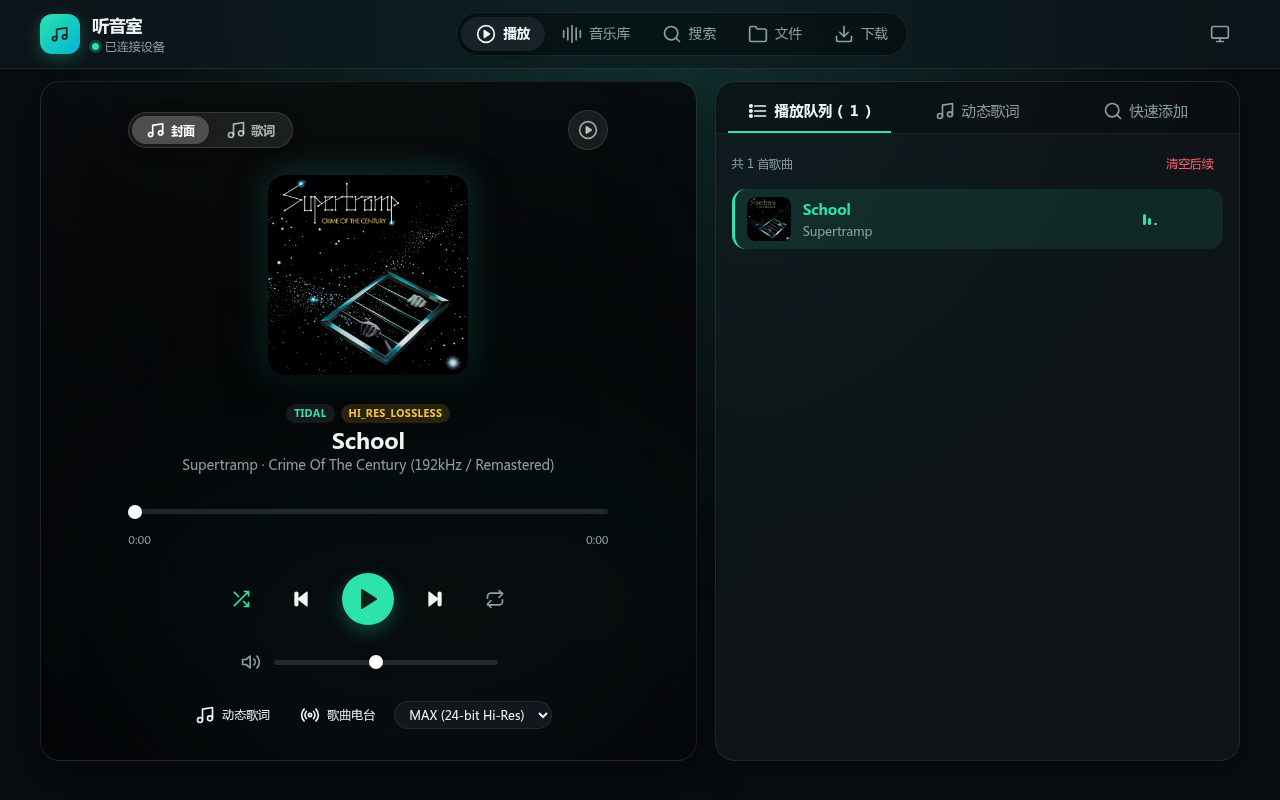 听音室
已连接设备
播放
音乐库
搜索
文件
下载
封面
歌词
Supertramp
CRIME OF THE CENTURY
TIDAL
HI_RES_LOSSLESS
School
Supertramp · Crime Of The Century (192kHz / Remastered)
0:00
0:00
动态歌词
歌曲电台
MAX (24-bit Hi-Res)
播放队列 ( 1 )
动态歌词
快速添加
共 1 首歌曲
清空后续
School
Supertramp